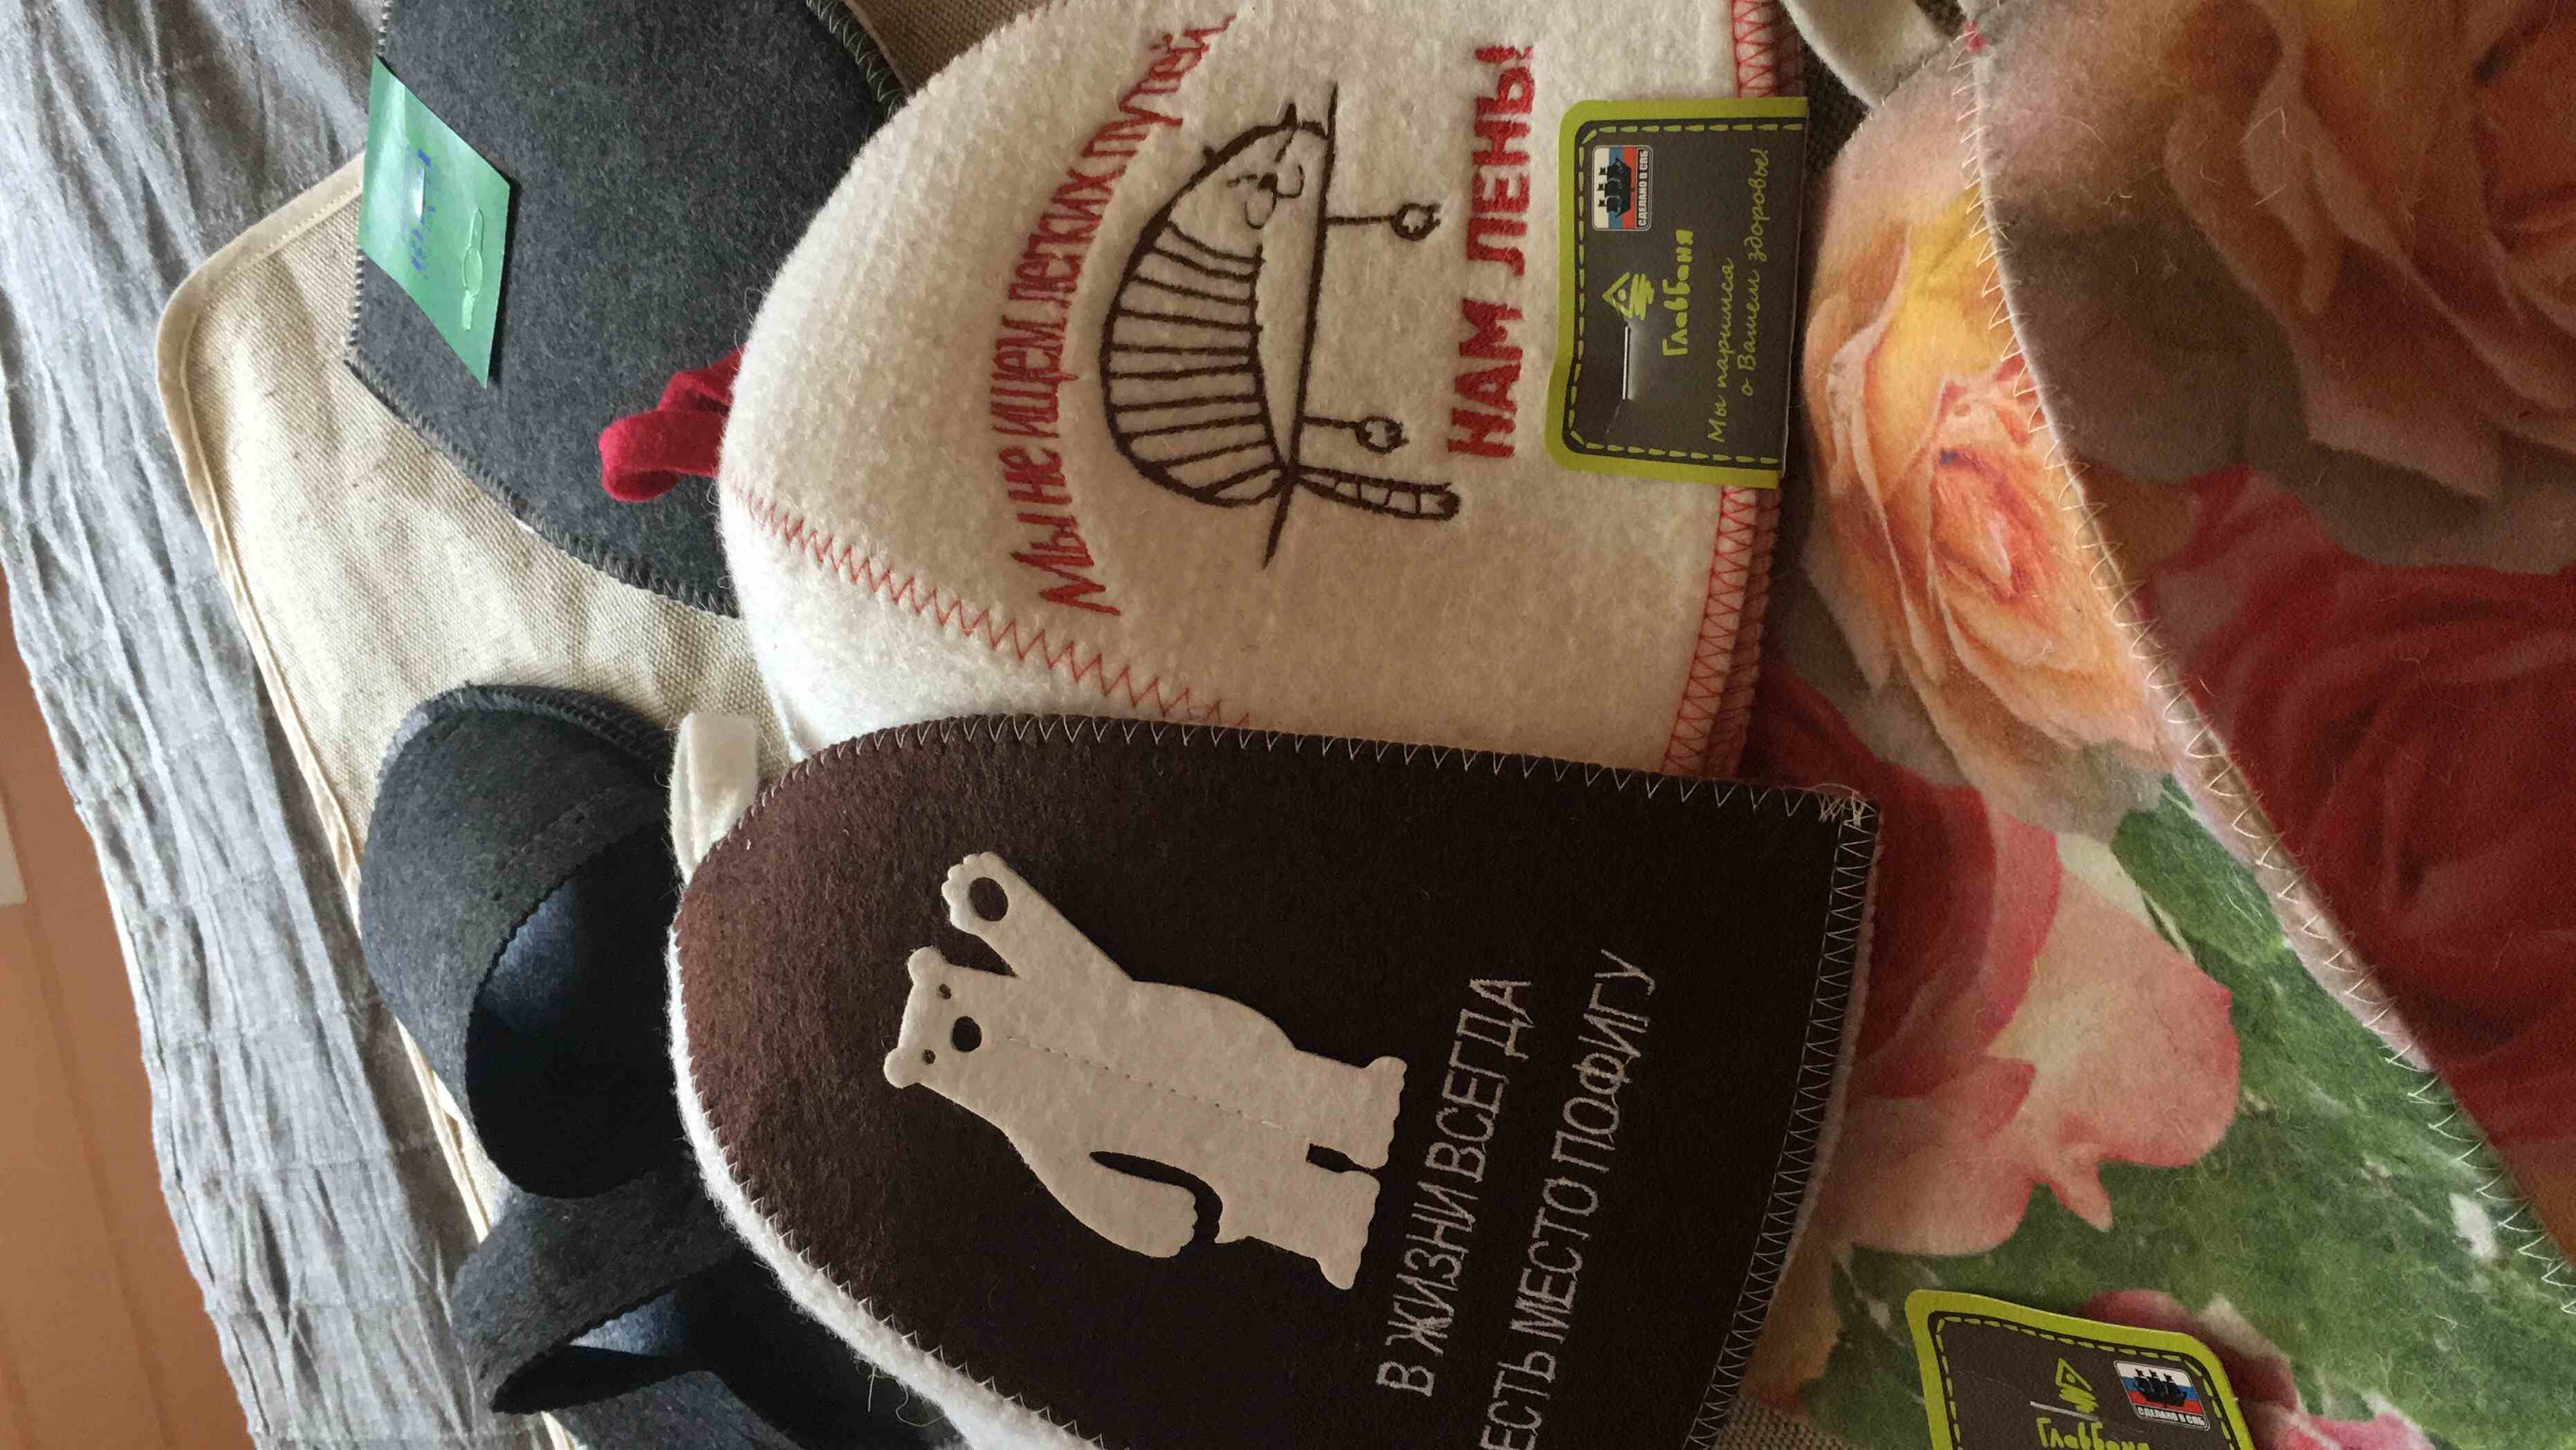 Мы не ищем легких путей,
НАМ ЛЕНЬ!
СДЕЛАНО В СПБ
ГлавБаня
Мы паримся
о Вашем здоровье!
В ЖИЗНИ ВСЕГДА
ЕСТЬ МЕСТО ПОФИГУ
СДЕЛАНО В СПБ